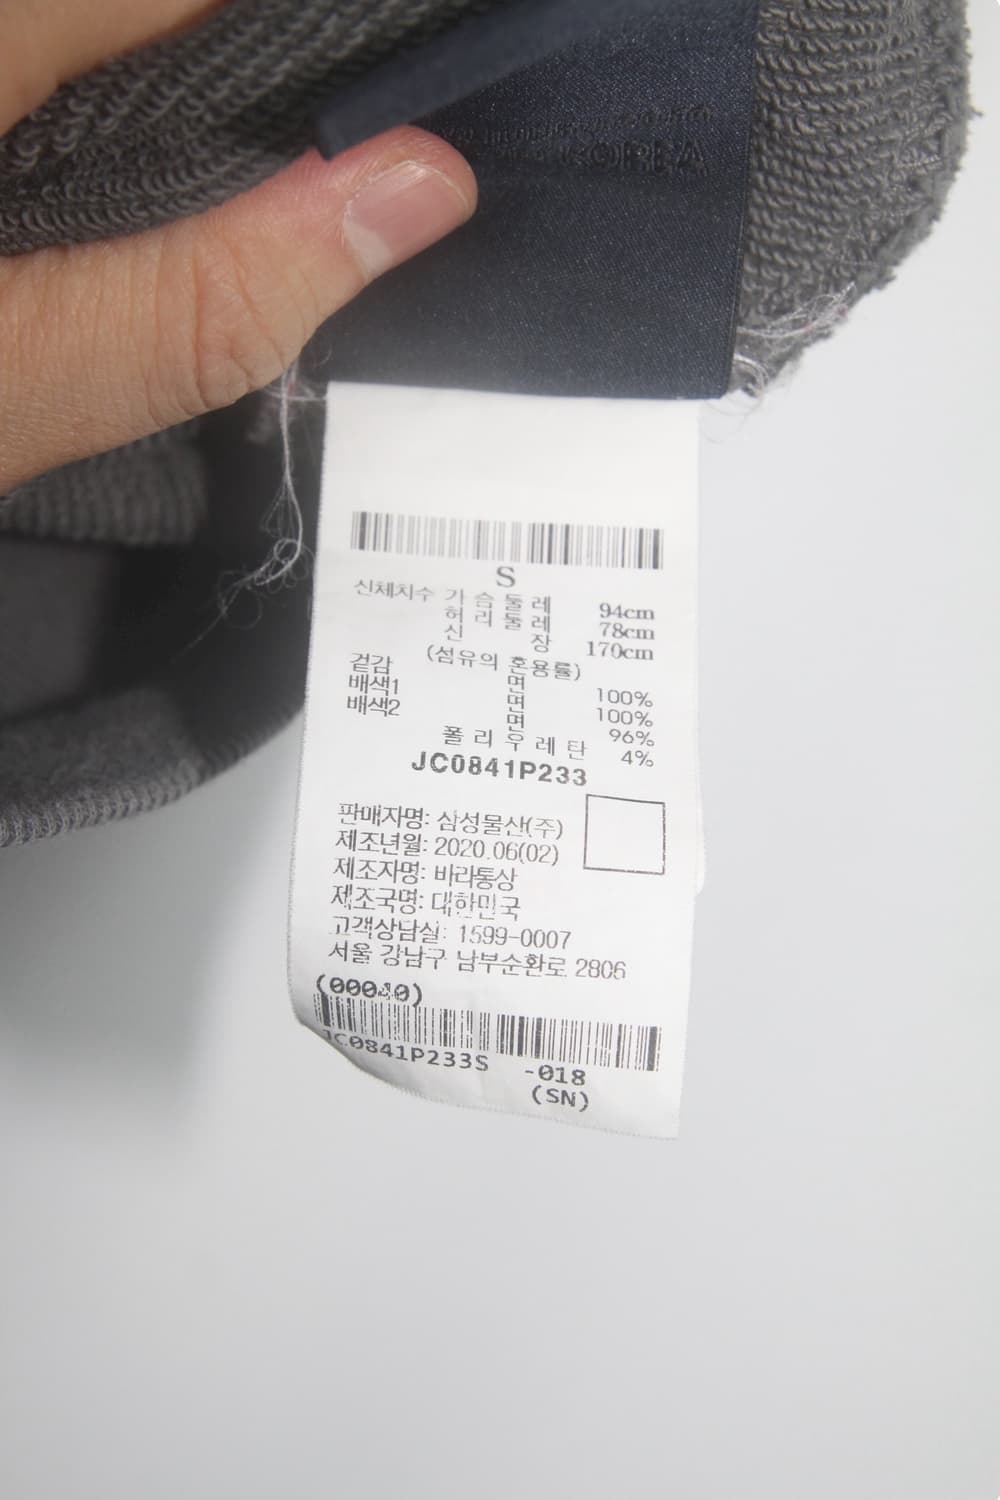 KOREA
S
신체치수 가슴둘레 94cm
허리둘레 78cm
신장 170cm
(섬유의 혼용률)
겉감 면 100%
배색1 면 100%
배색2 면 96%
폴리우레탄 4%
JC0841P233
판매자명: 삼성물산(주)
제조년월: 2020.06(02)
제조자명: 바라통상
제조국명: 대한민국
고객상담실: 1599-0007
서울 강남구 남부순환로 2806
(00040)
JC0841P233S -018
(SN)